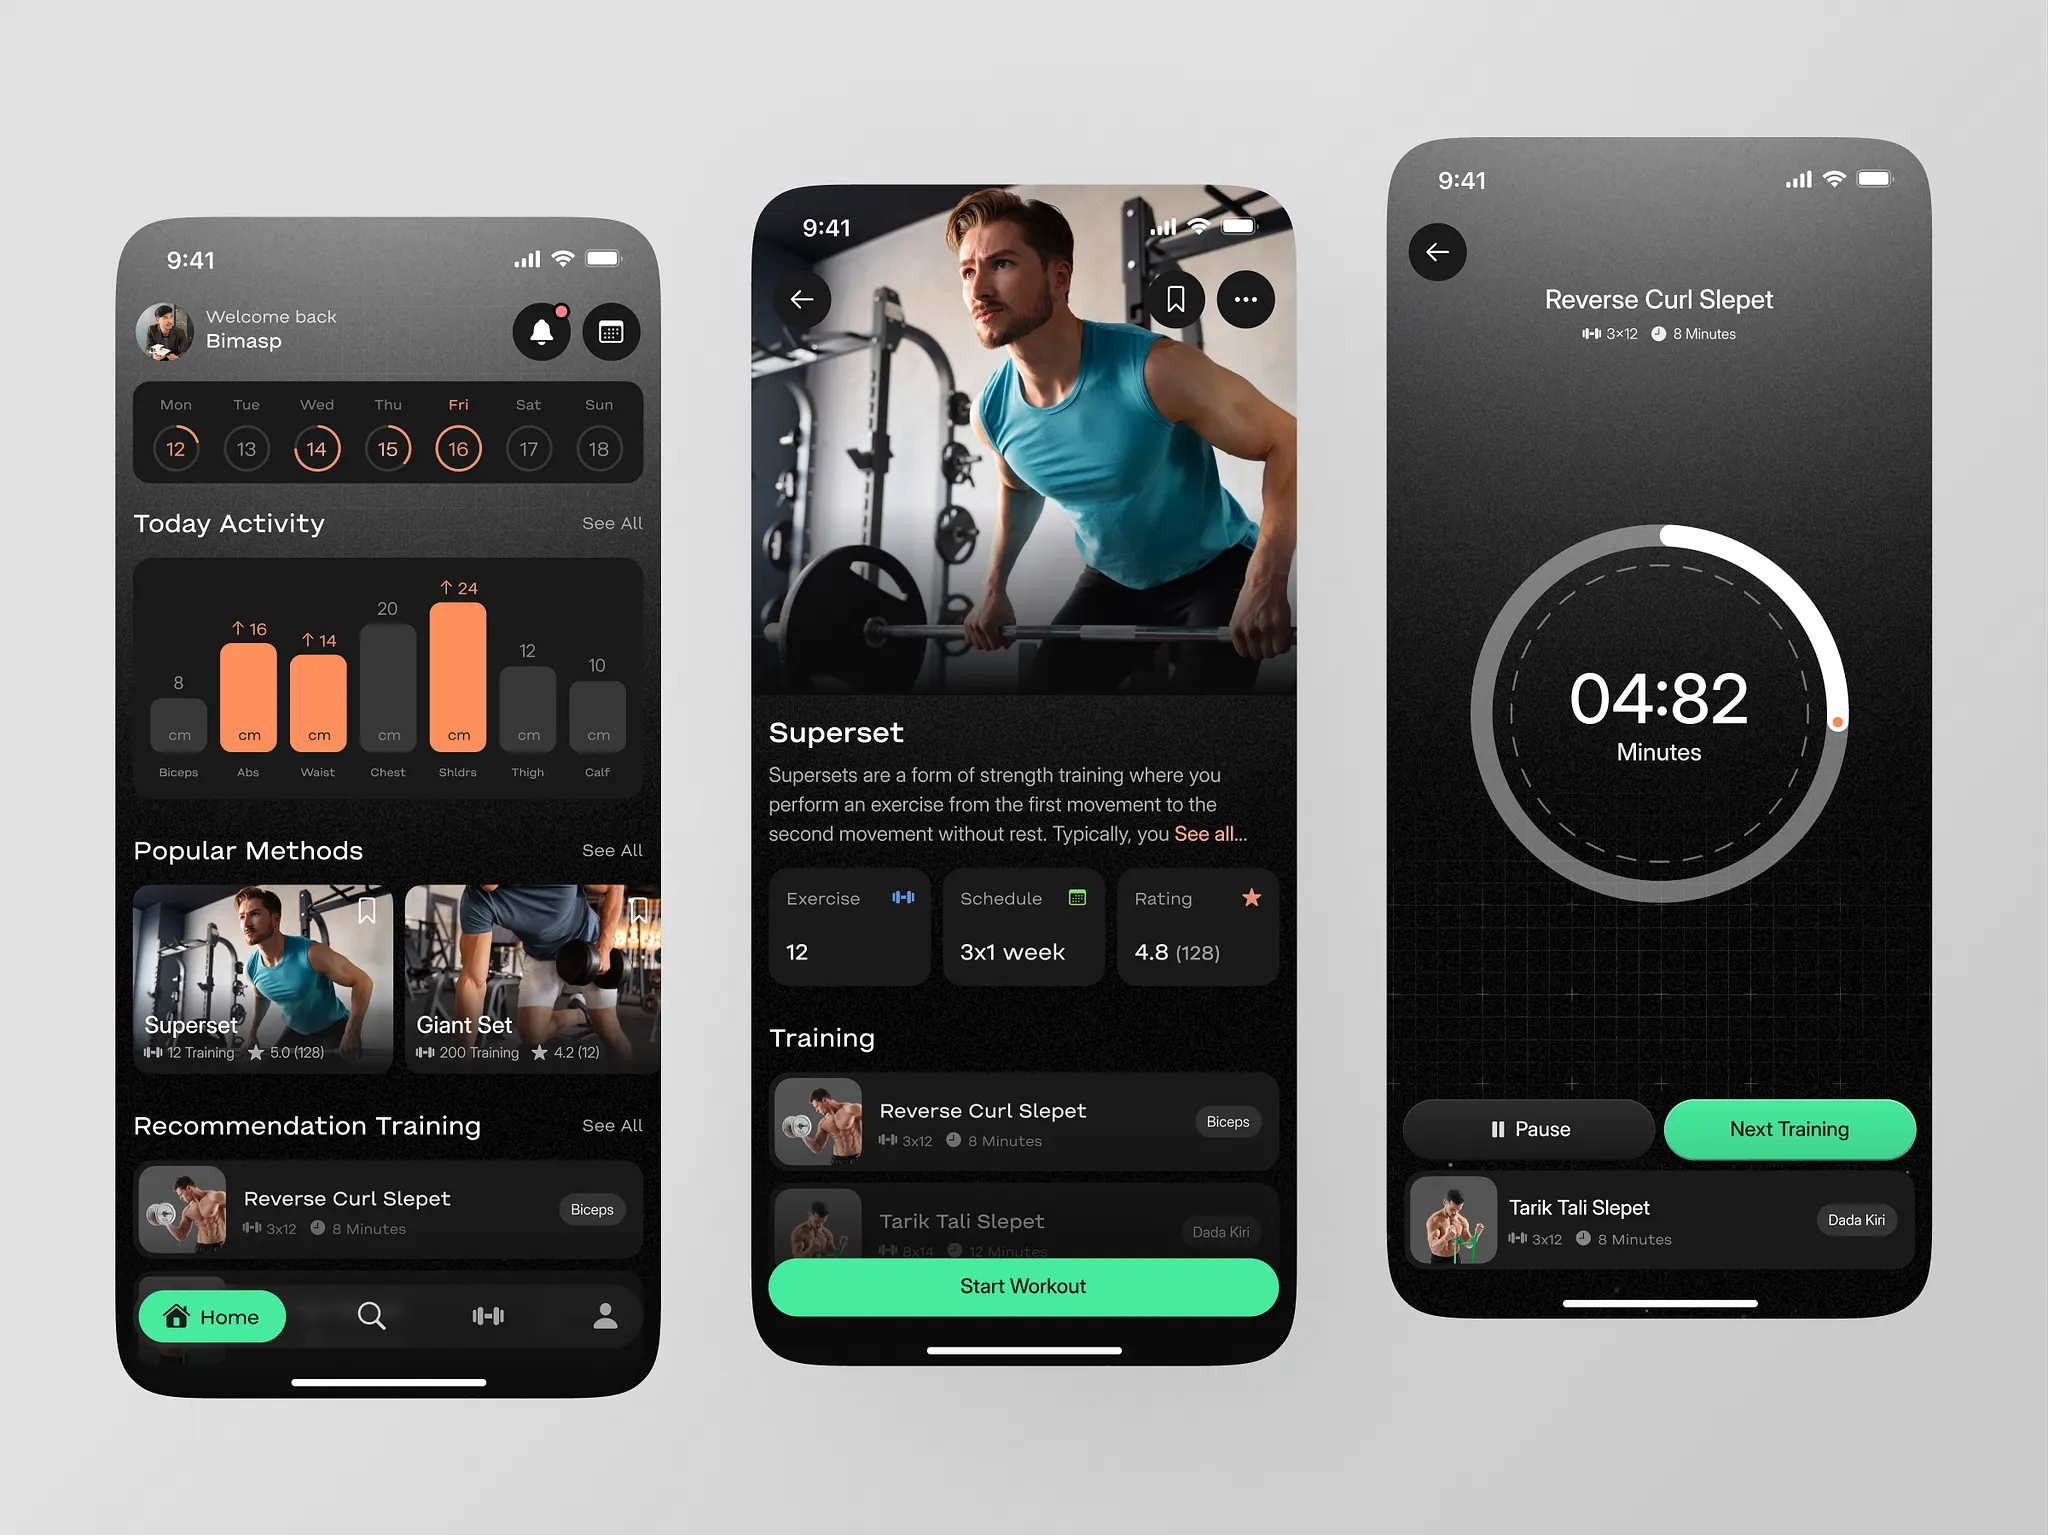 9:41
Welcome back
Bimasp
Mon Tue Wed Thu Fri Sat Sun
12 13 14 15 16 17 18
Today Activity See All
8 ↑ 16 ↑ 14 20 ↑ 24 12 10
cm cm cm cm cm cm cm
Biceps Abs Waist Chest Shldrs Thigh Calf
Popular Methods See All
Superset
12 Training 5.0 (128)
Giant Set
200 Training 4.2 (12)
Recommendation Training See All
Reverse Curl Slepet
3x12 8 Minutes
Biceps
Home
9:41
Superset
Supersets are a form of strength training where you
perform an exercise from the first movement to the
second movement without rest. Typically, you See all...
Exercise
12
Schedule
3x1 week
Rating
4.8 (128)
Training
Reverse Curl Slepet
3x12 8 Minutes
Biceps
Tarik Tali Slepet
8x14 12 Minutes
Dada Kiri
Start Workout
9:41
Reverse Curl Slepet
3×12 8 Minutes
04:82
Minutes
Pause
Next Training
Tarik Tali Slepet
3x12 8 Minutes
Dada Kiri